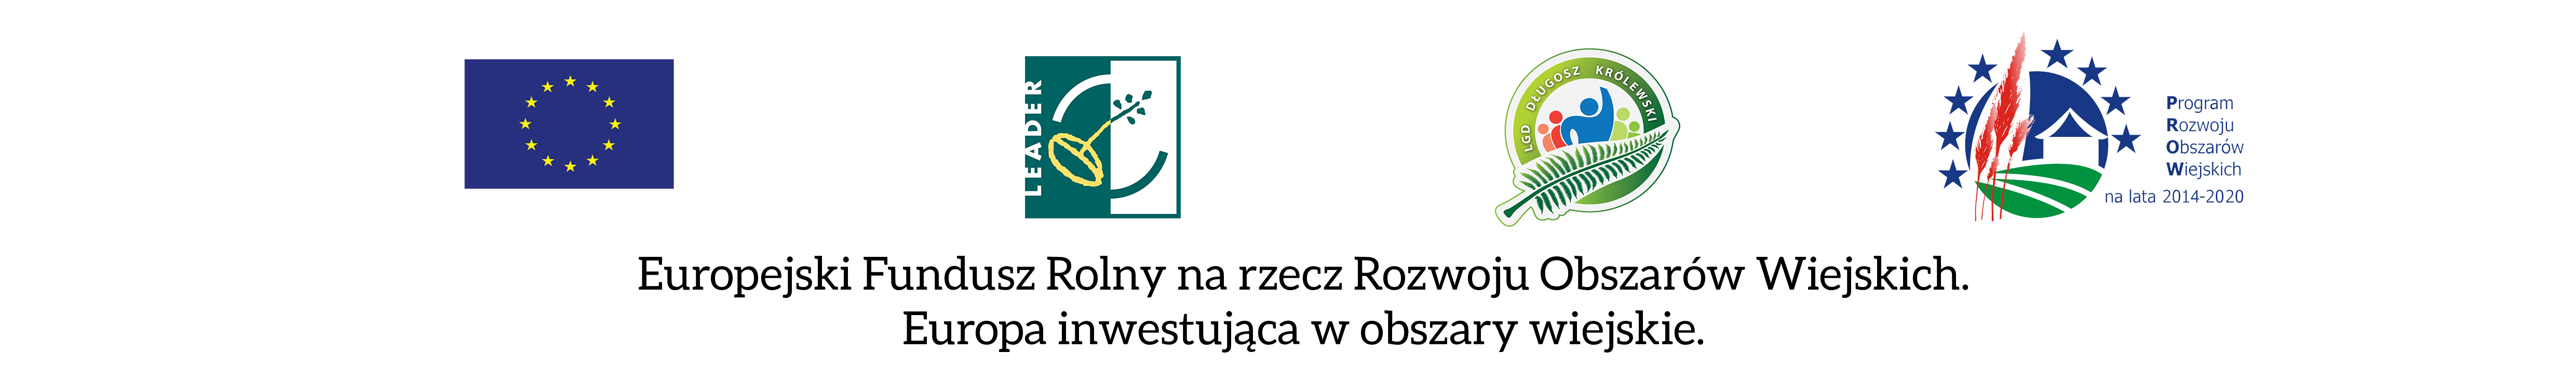 LEADER
LGD DŁUGOSZ KRÓLEWSKI
Program
Rozwoju
Obszarów
Wiejskich
na lata 2014-2020
Europejski Fundusz Rolny na rzecz Rozwoju Obszarów Wiejskich.
Europa inwestująca w obszary wiejskie.